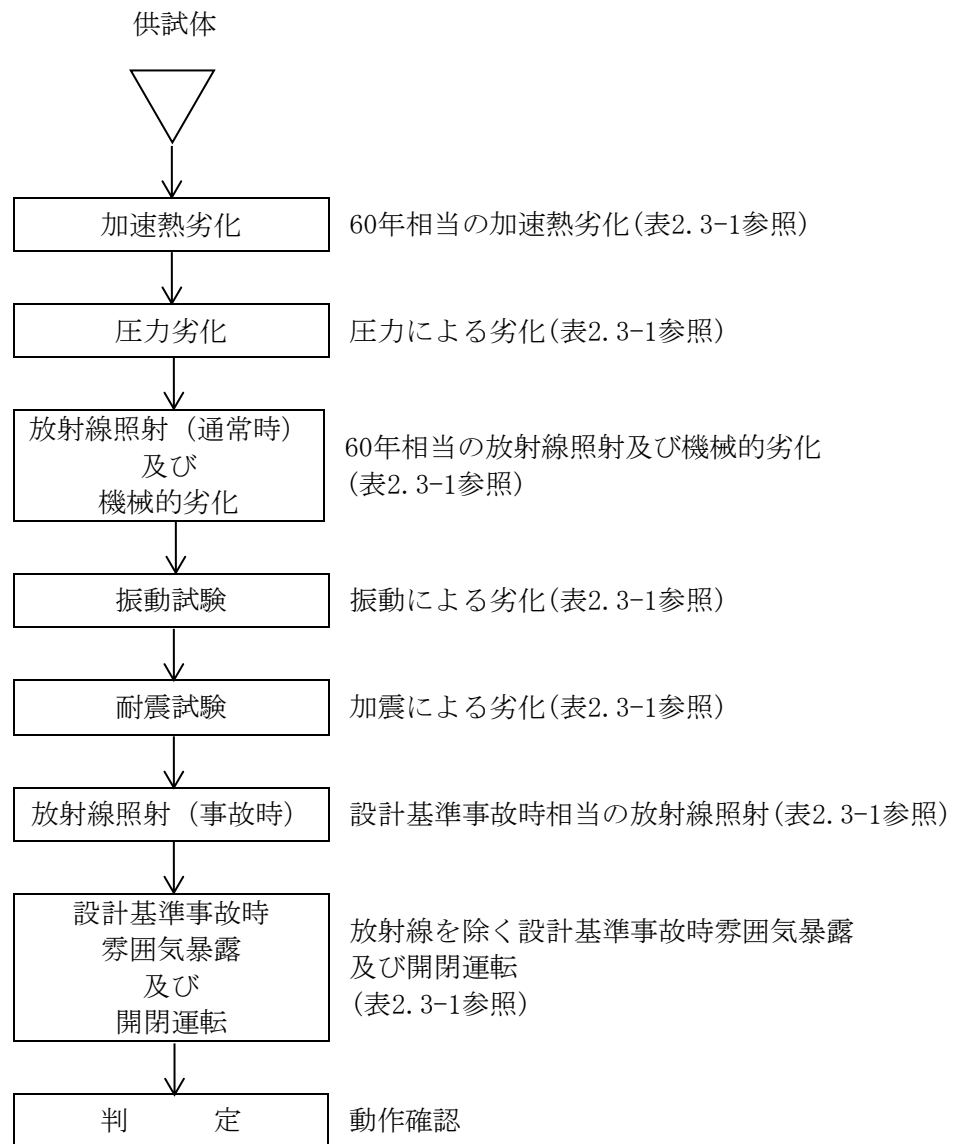 供試体
加速熱劣化
60年相当の加速熱劣化(表2.3-1参照)
圧力劣化
圧力による劣化(表2.3-1参照)
放射線照射（通常時）
及び
機械的劣化
60年相当の放射線照射及び機械的劣化
(表2.3-1参照)
振動試験
振動による劣化(表2.3-1参照)
耐震試験
加震による劣化(表2.3-1参照)
放射線照射（事故時）
設計基準事故時相当の放射線照射(表2.3-1参照)
設計基準事故時
雰囲気暴露
及び
開閉運転
放射線を除く設計基準事故時雰囲気暴露
及び開閉運転
(表2.3-1参照)
判　　定
動作確認